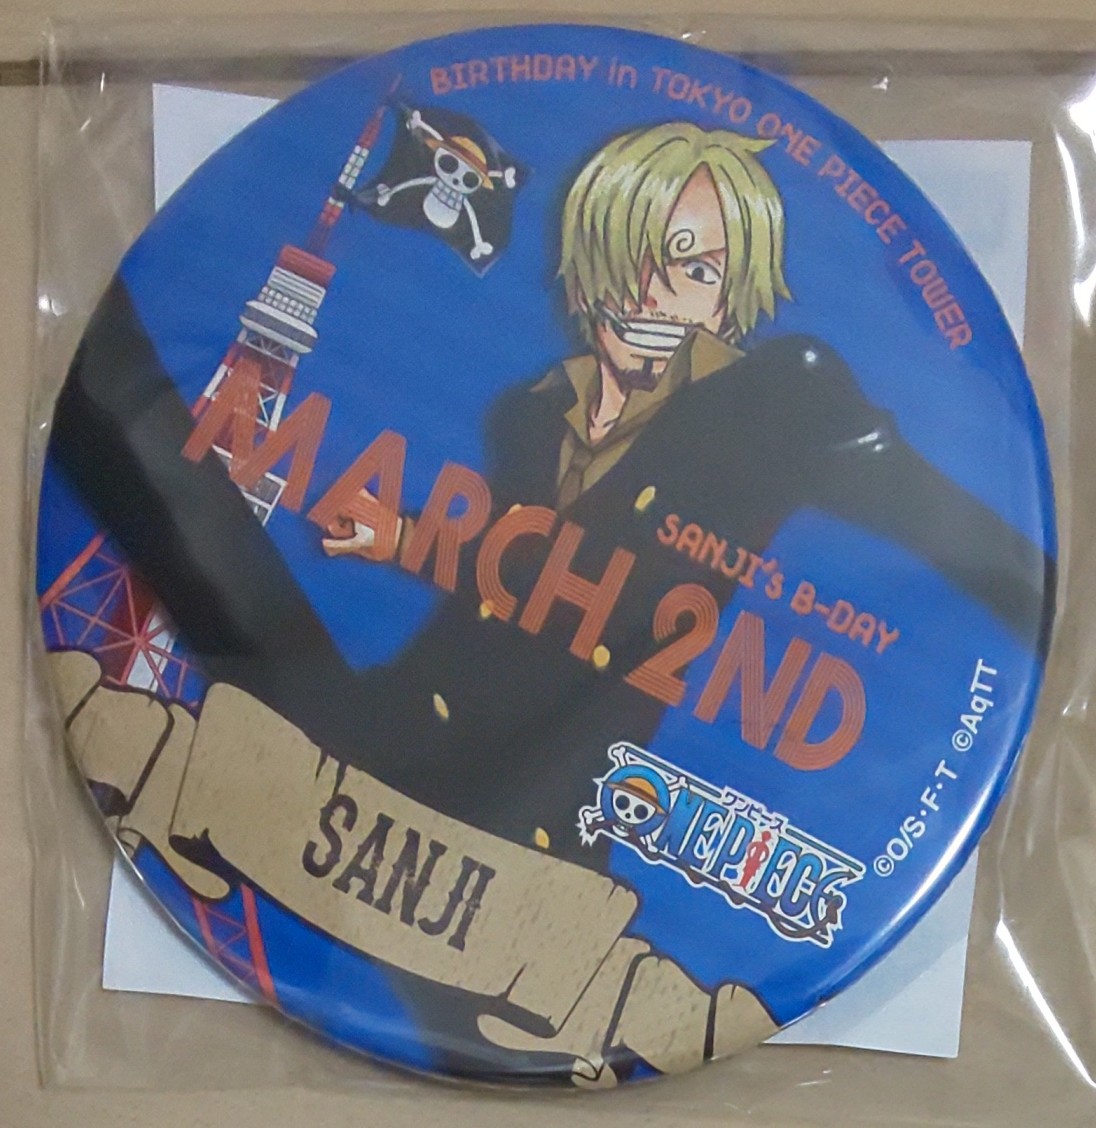 BIRTHDAY in TOKYO ONE PIECE TOWER
MARCH.2ND
SANJI's B-DAY
SANJI
ワンピース
ONE PIECE
©O/S・F・T ©AqTT